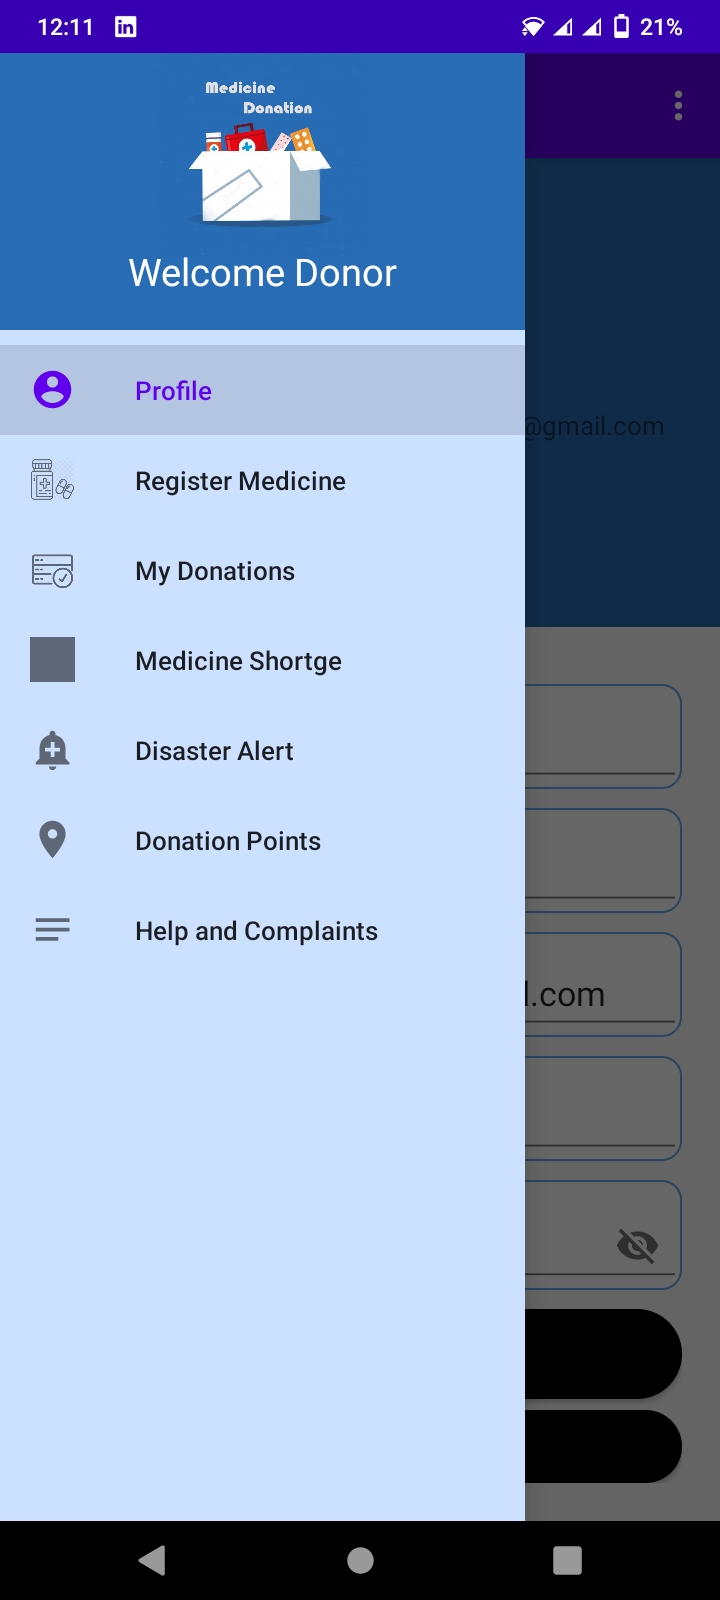 12:11
21%
Medicine
Donation
Welcome Donor
Profile
@gmail.com
Register Medicine
My Donations
Medicine Shortge
Disaster Alert
Donation Points
Help and Complaints
l.com